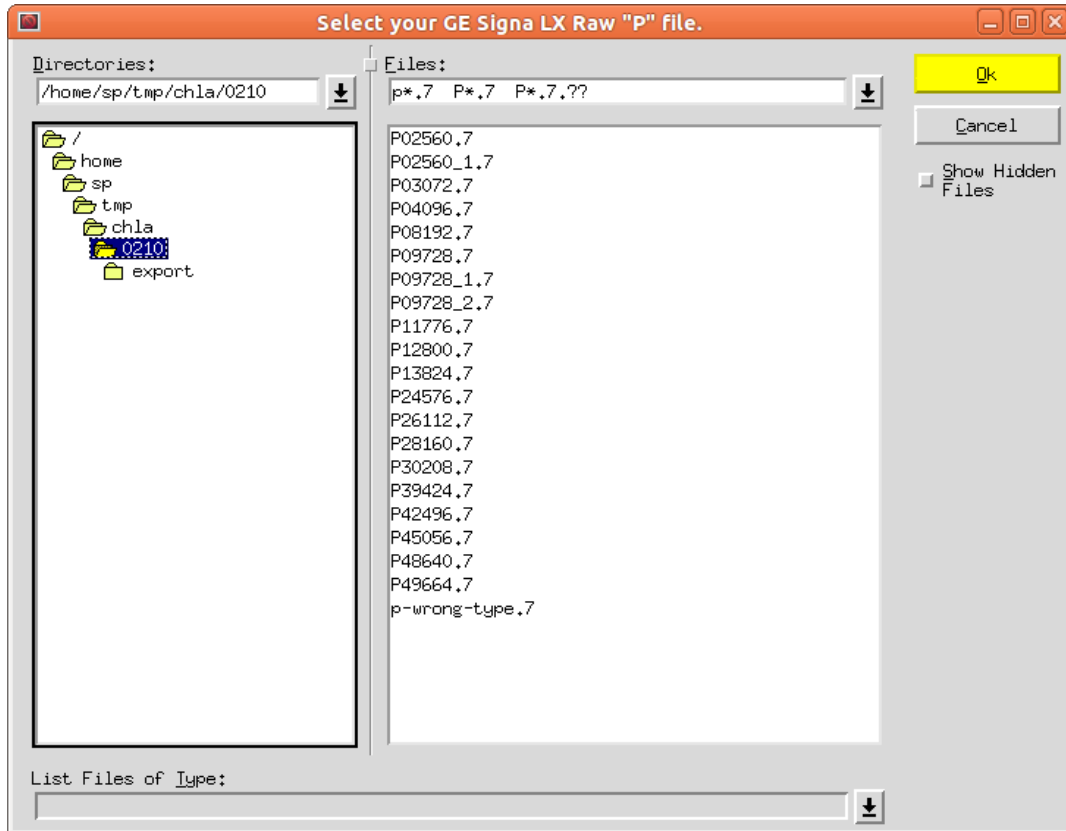 Select your GE Signa LX Raw "P" file.
Directories:
/home/sp/tmp/chla/0210
/
home
sp
tmp
chla
0210
export
Files:
p*.7 P*.7 P*.7.??
P02560.7
P02560_1.7
P03072.7
P04096.7
P08192.7
P09728.7
P09728_1.7
P09728_2.7
P11776.7
P12800.7
P13824.7
P24576.7
P26112.7
P28160.7
P30208.7
P39424.7
P42496.7
P45056.7
P48640.7
P49664.7
p-wrong-type.7
Ok
Cancel
Show Hidden
Files
List Files of Type: